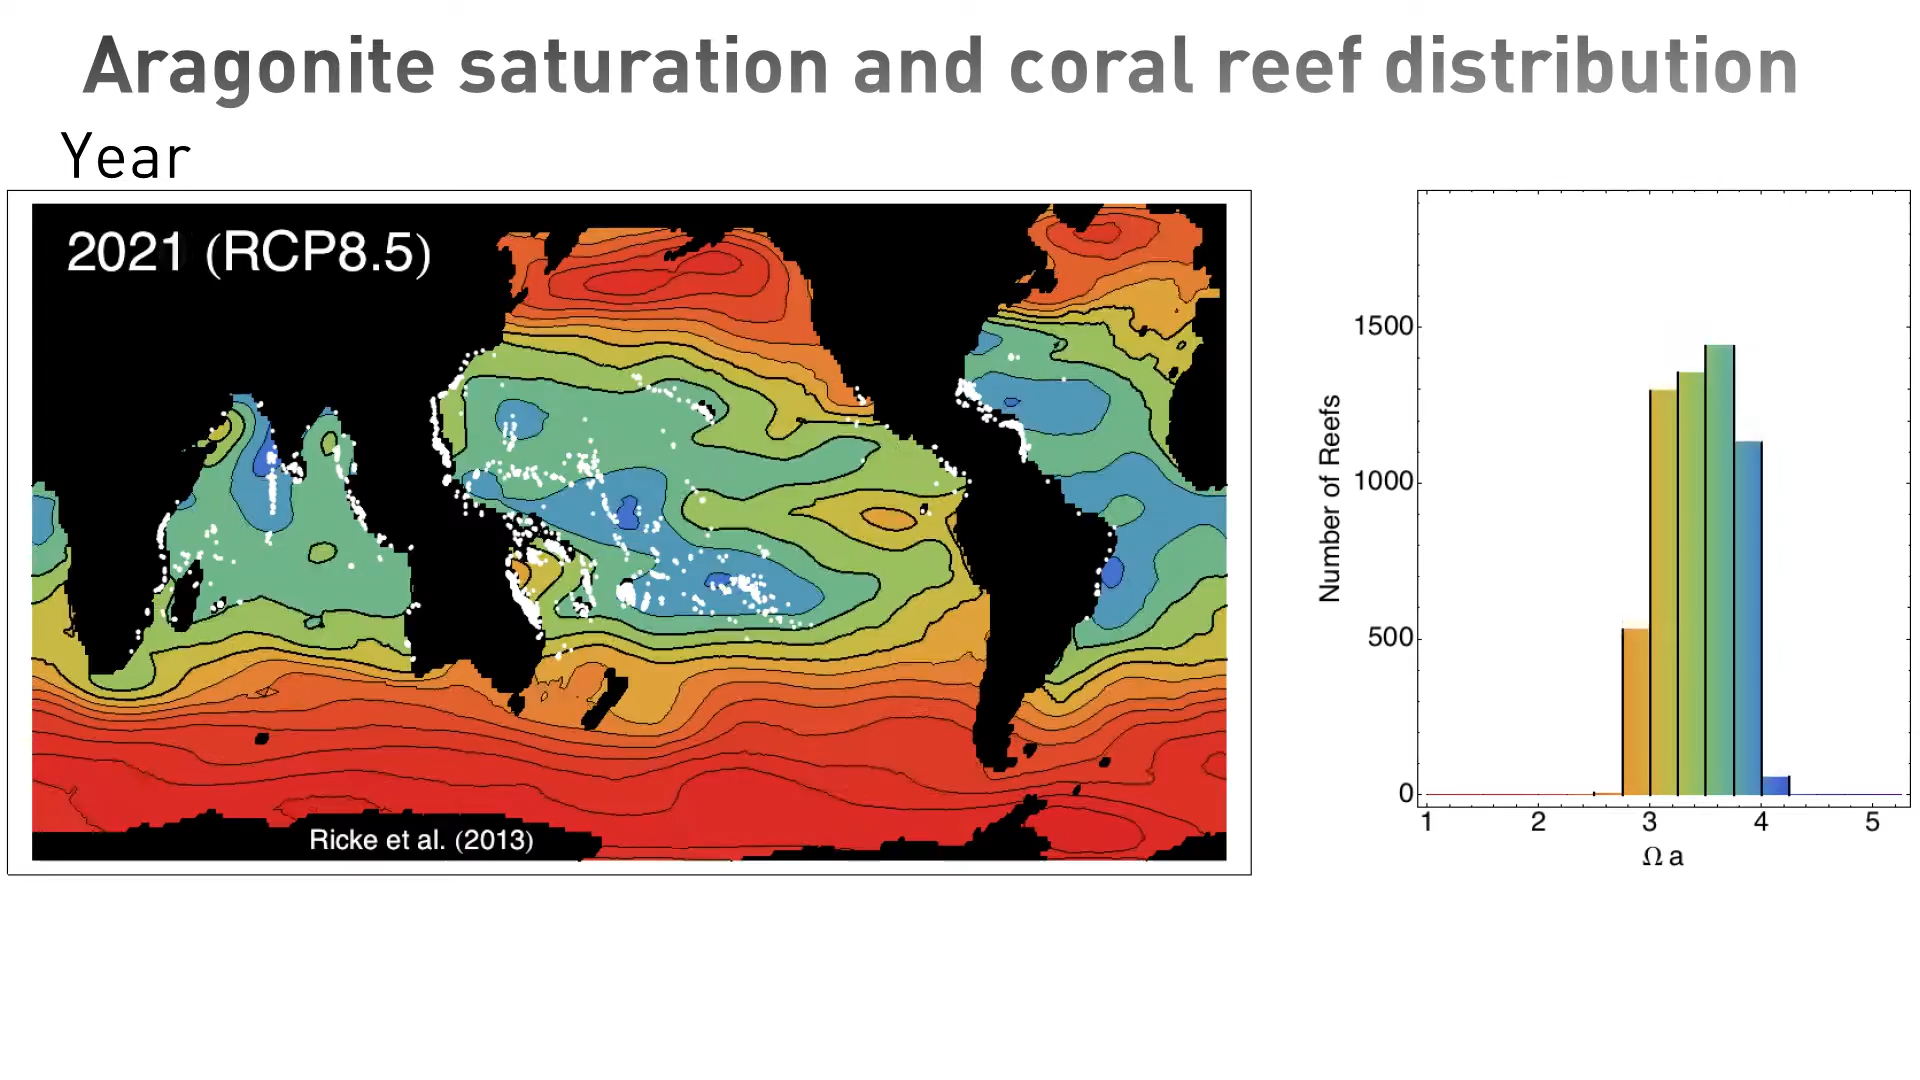 Aragonite saturation and coral reef distribution
Year
2021 (RCP8.5)
Ricke et al. (2013)
Number of Reefs
1500
1000
500
0
1 2 3 4 5
Ω a